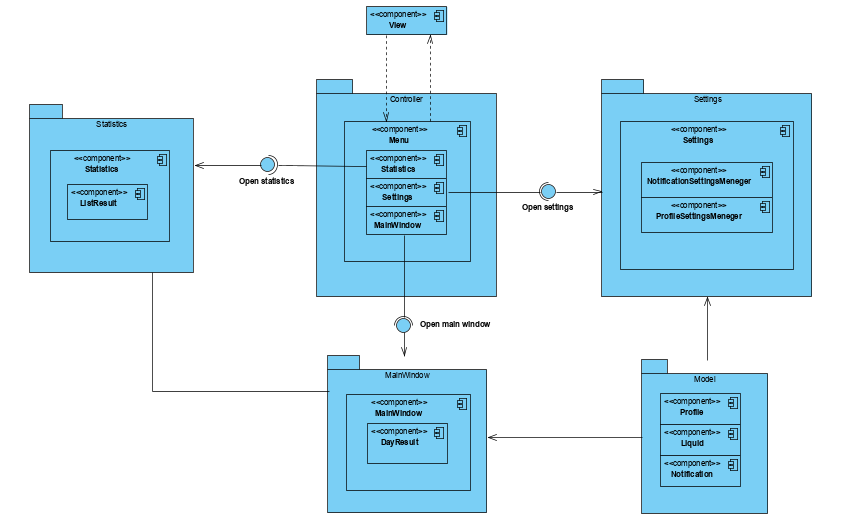 <<component>>
View
Controller
<<component>>
Menu
<<component>>
Statistics
<<component>>
Settings
<<component>>
MainWindow
Statistics
<<component>>
Statistics
<<component>>
ListResult
Open statistics
Settings
<<component>>
Settings
<<component>>
NotificationSettingsMeneger
<<component>>
ProfileSettingsMeneger
Open settings
Open main window
MainWindow
<<component>>
MainWindow
<<component>>
DayResult
Model
<<component>>
Profile
<<component>>
Liquid
<<component>>
Notification